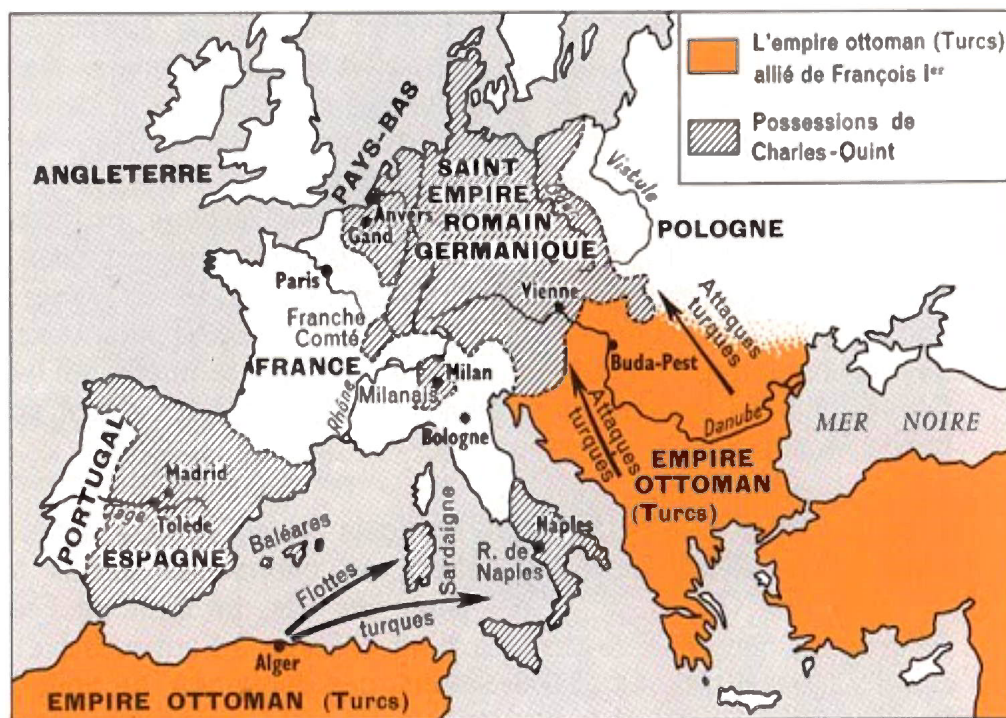 L'empire ottoman (Turcs)
allié de François Iᵉʳ
Possessions de
Charles-Quint
ANGLETERRE
PAYS-BAS
SAINT
EMPIRE
ROMAIN
GERMANIQUE
Anvers
Gand
Oder
Vistule
POLOGNE
Paris
Vienne
Franche
Comté
FRANCE
Attaques
turques
Buda-Pest
Milan
Milanais
Rhône
Bologne
Danube
MER NOIRE
Attaques
turques
EMPIRE
OTTOMAN
(Turcs)
PORTUGAL
Madrid
Tage
Tolède
ESPAGNE
Baléares
Sardaigne
Naples
R. de
Naples
Flottes
turques
Alger
EMPIRE OTTOMAN (Turcs)